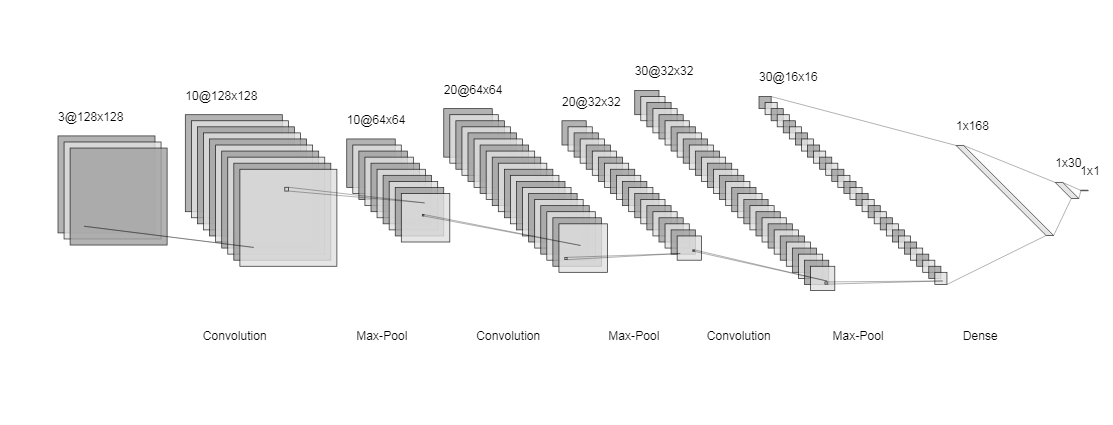 3@128x128
10@128x128
10@64x64
20@64x64
20@32x32
30@32x32
30@16x16
1x168
1x30
1x1
Convolution
Max-Pool
Convolution
Max-Pool
Convolution
Max-Pool
Dense